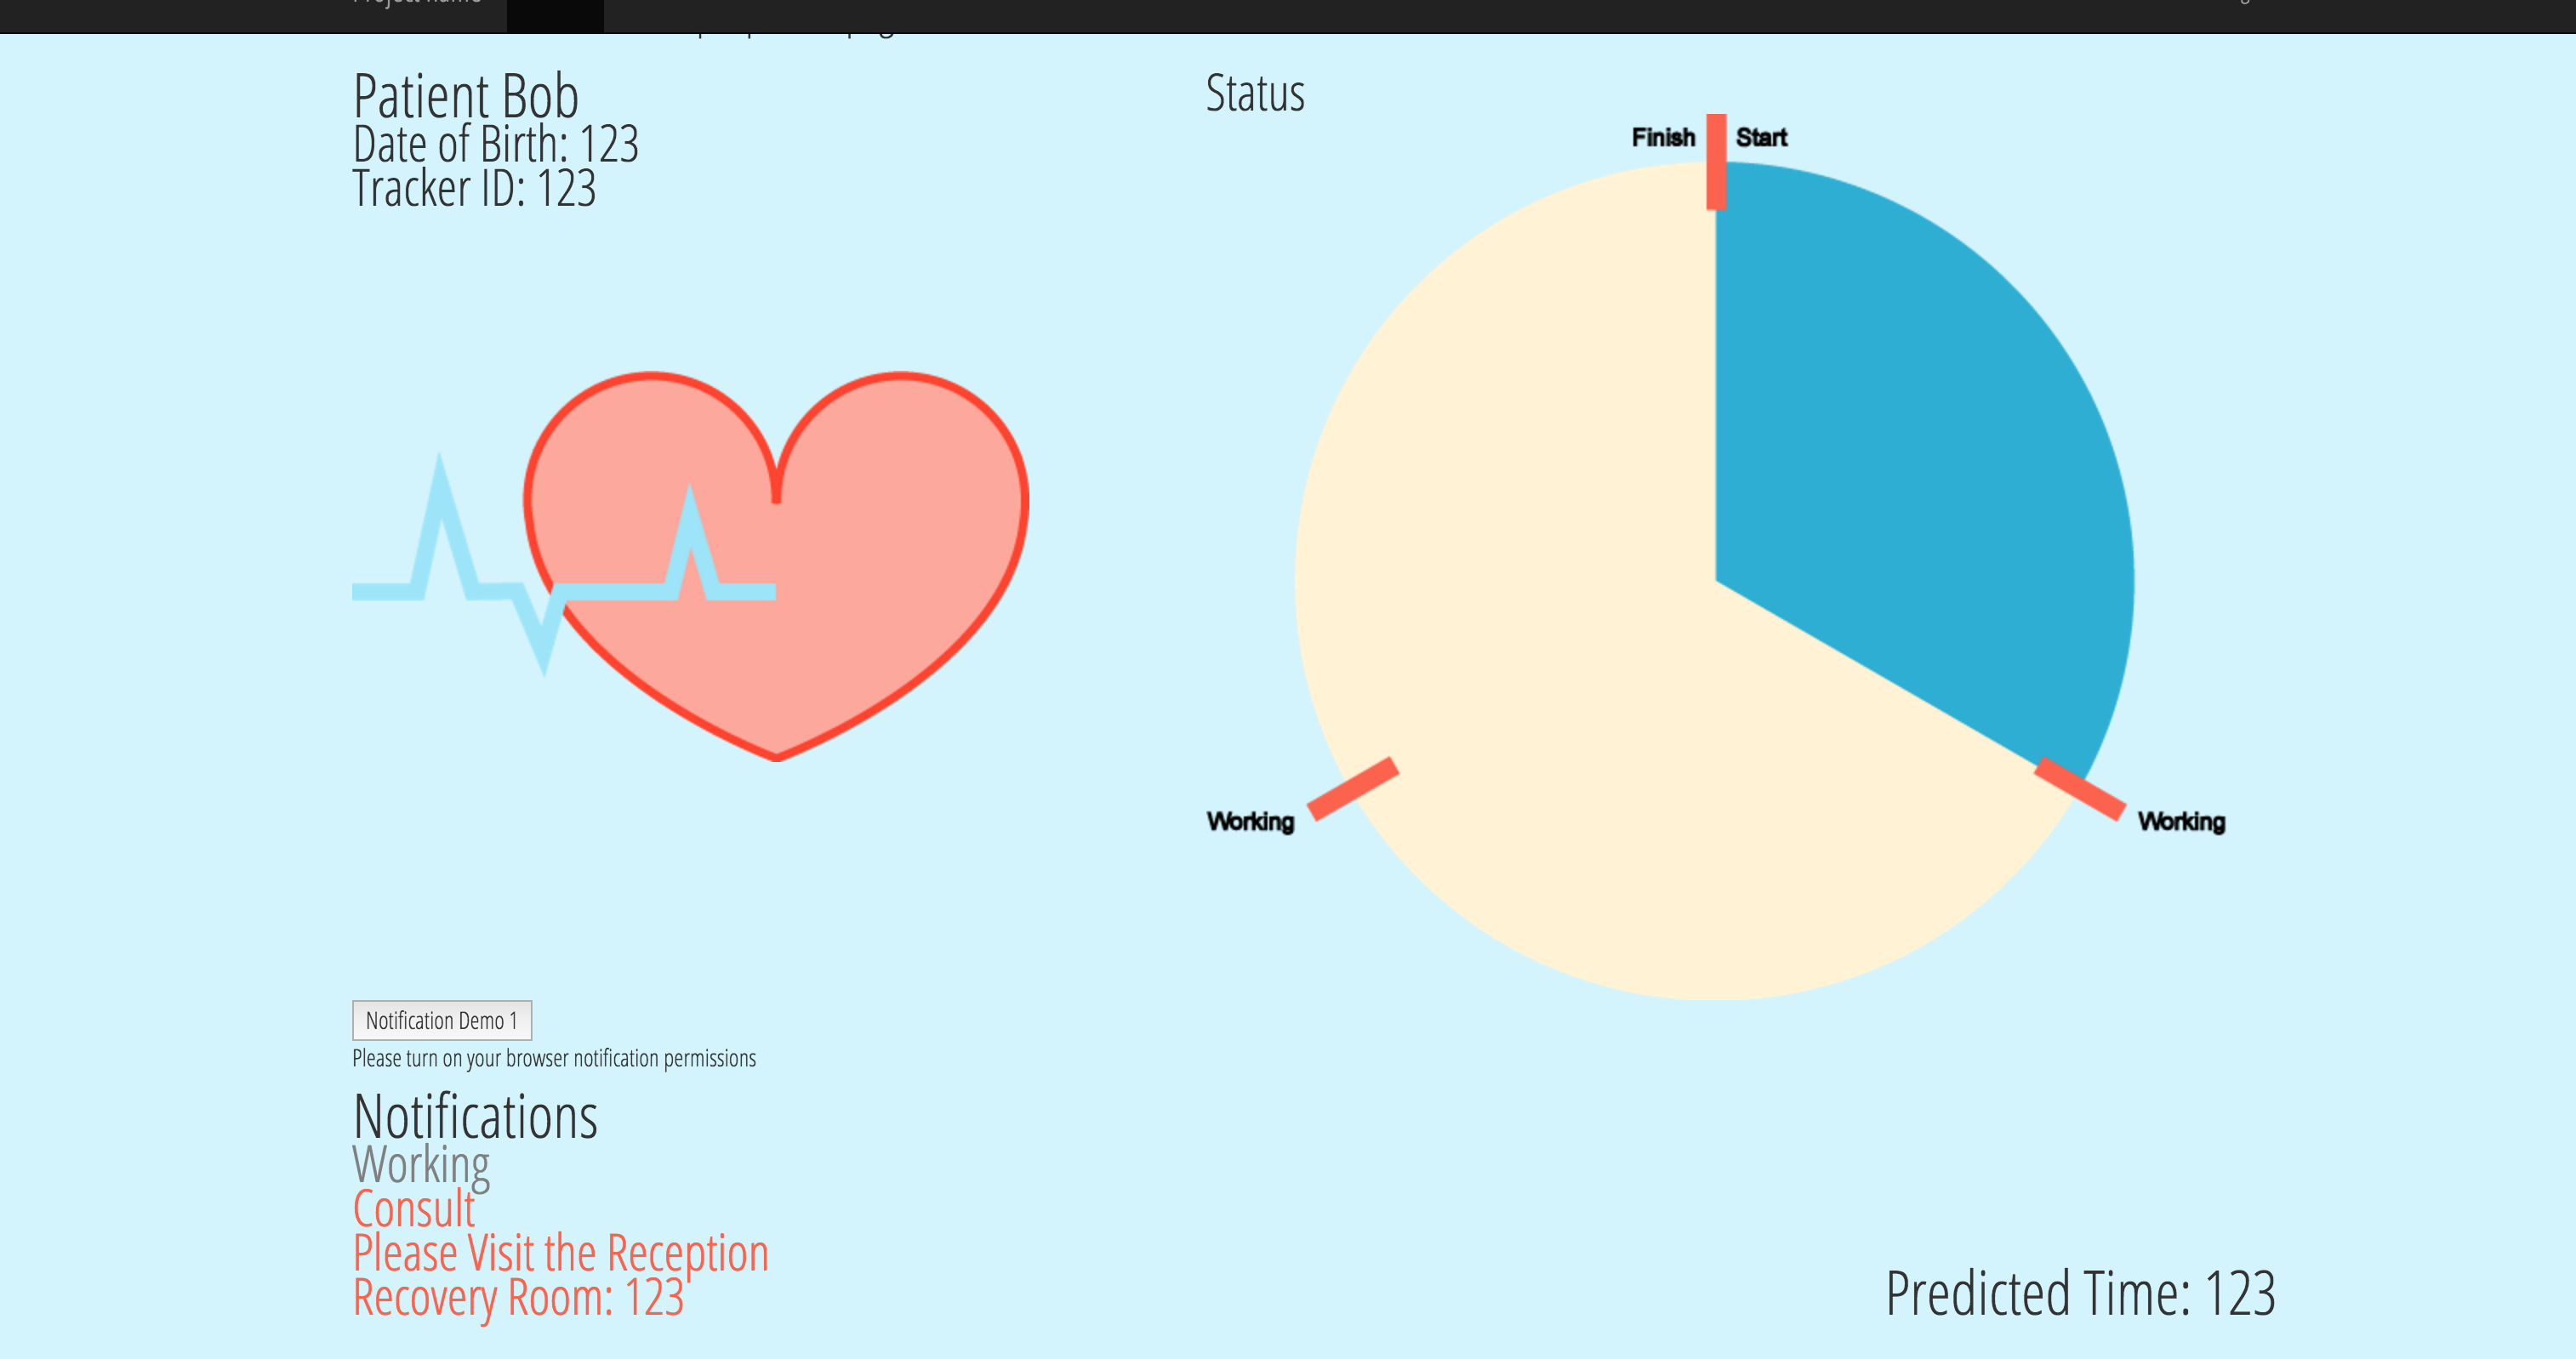 Patient Bob
Date of Birth: 123
Tracker ID: 123
Status
Finish
Start
Working
Working
Notification Demo 1
Please turn on your browser notification permissions
Notifications
Working
Consult
Please Visit the Reception
Recovery Room: 123
Predicted Time: 123